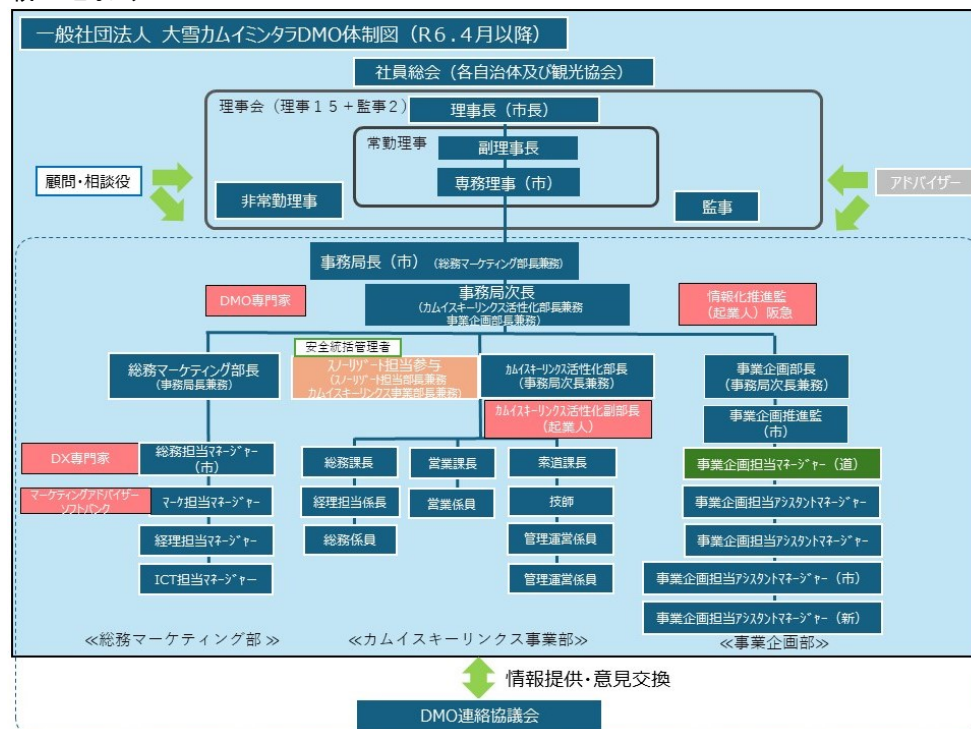 一般社団法人 大雪カムイミンタラDMO体制図（R6.4月以降）
社員総会（各自治体及び観光協会）
理事会（理事15＋監事2）
理事長（市長）
常勤理事
副理事長
専務理事（市）
非常勤理事
監事
顧問・相談役
アドバイザー
事務局長（市）（総務マーケティング部長兼務）
事務局次長
（カムイスキーリンクス活性化部長兼務
事業企画部長兼務）
DMO専門家
情報化推進監
（起業人）阪急
安全統括管理者
総務マーケティング部長
（事務局長兼務）
ｽﾉｰﾘｿﾞｰﾄ担当参与
（ｽﾉｰﾘｿﾞｰﾄ担当部長兼務
カムイスキーリンクス事業部長兼務）
ｶﾑｲｽｷｰﾘﾝｸｽ活性化部長
（事務局次長兼務）
事業企画部長
（事務局次長兼務）
ｶﾑｲｽｷｰﾘﾝｸｽ活性化副部長
（起業人）
事業企画推進監
（市）
DX専門家
総務担当ﾏﾈｰｼﾞｬｰ
（市）
マーケティングアドバイザー
ソフトバンク
マーケ担当ﾏﾈｰｼﾞｬｰ
経理担当ﾏﾈｰｼﾞｬｰ
ICT担当ﾏﾈｰｼﾞｬｰ
総務課長
経理担当係長
総務係員
営業課長
営業係員
索道課長
技師
管理運営係員
管理運営係員
事業企画担当ﾏﾈｰｼﾞｬｰ（道）
事業企画担当ｱｼｽﾀﾝﾄﾏﾈｰｼﾞｬｰ
事業企画担当ｱｼｽﾀﾝﾄﾏﾈｰｼﾞｬｰ
事業企画担当ｱｼｽﾀﾝﾄﾏﾈｰｼﾞｬｰ（市）
事業企画担当ｱｼｽﾀﾝﾄﾏﾈｰｼﾞｬｰ（新）
≪総務マーケティング部≫
≪カムイスキーリンクス事業部≫
≪事業企画部≫
情報提供・意見交換
DMO連絡協議会